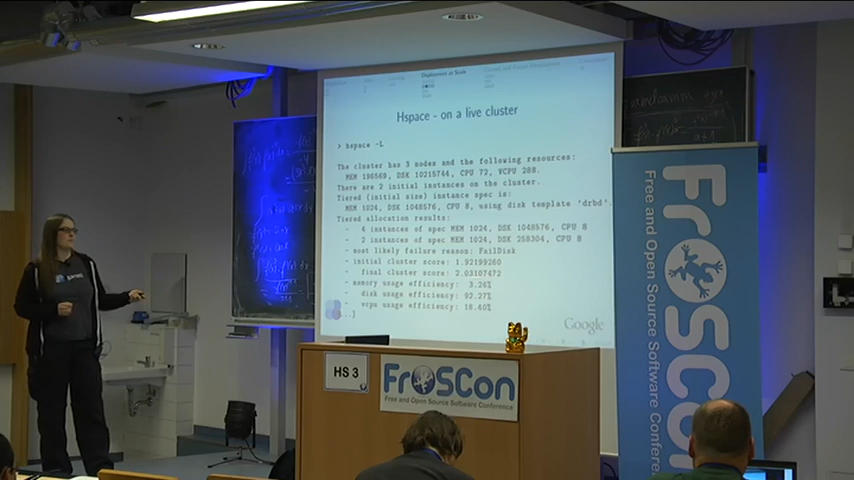 Deployment at Scale
Hspace - on a live cluster
> hspace -L
The cluster has 3 nodes and the following resources:
MEM 196569, DSK 10215744, CPU 72, VCPU 288.
There are 2 initial instances on the cluster.
Tiered (initial size) instance spec is:
MEM 1024, DSK 1048576, CPU 8, using disk template 'drbd'.
Tiered allocation results:
- 4 instances of spec MEM 1024, DSK 1048576, CPU 8
- 2 instances of spec MEM 1024, DSK 258304, CPU 8
- most likely failure reason: FailDisk
- initial cluster score: 1.92199260
- final cluster score: 2.03107472
- memory usage efficiency: 3.26%
- disk usage efficiency: 92.27%
- vcpu usage efficiency: 18.40%
...]
Google
HS 3
FrOSCon
Free and Open Source Software Conference
FrOSCon
Free and Open Source Software Conference